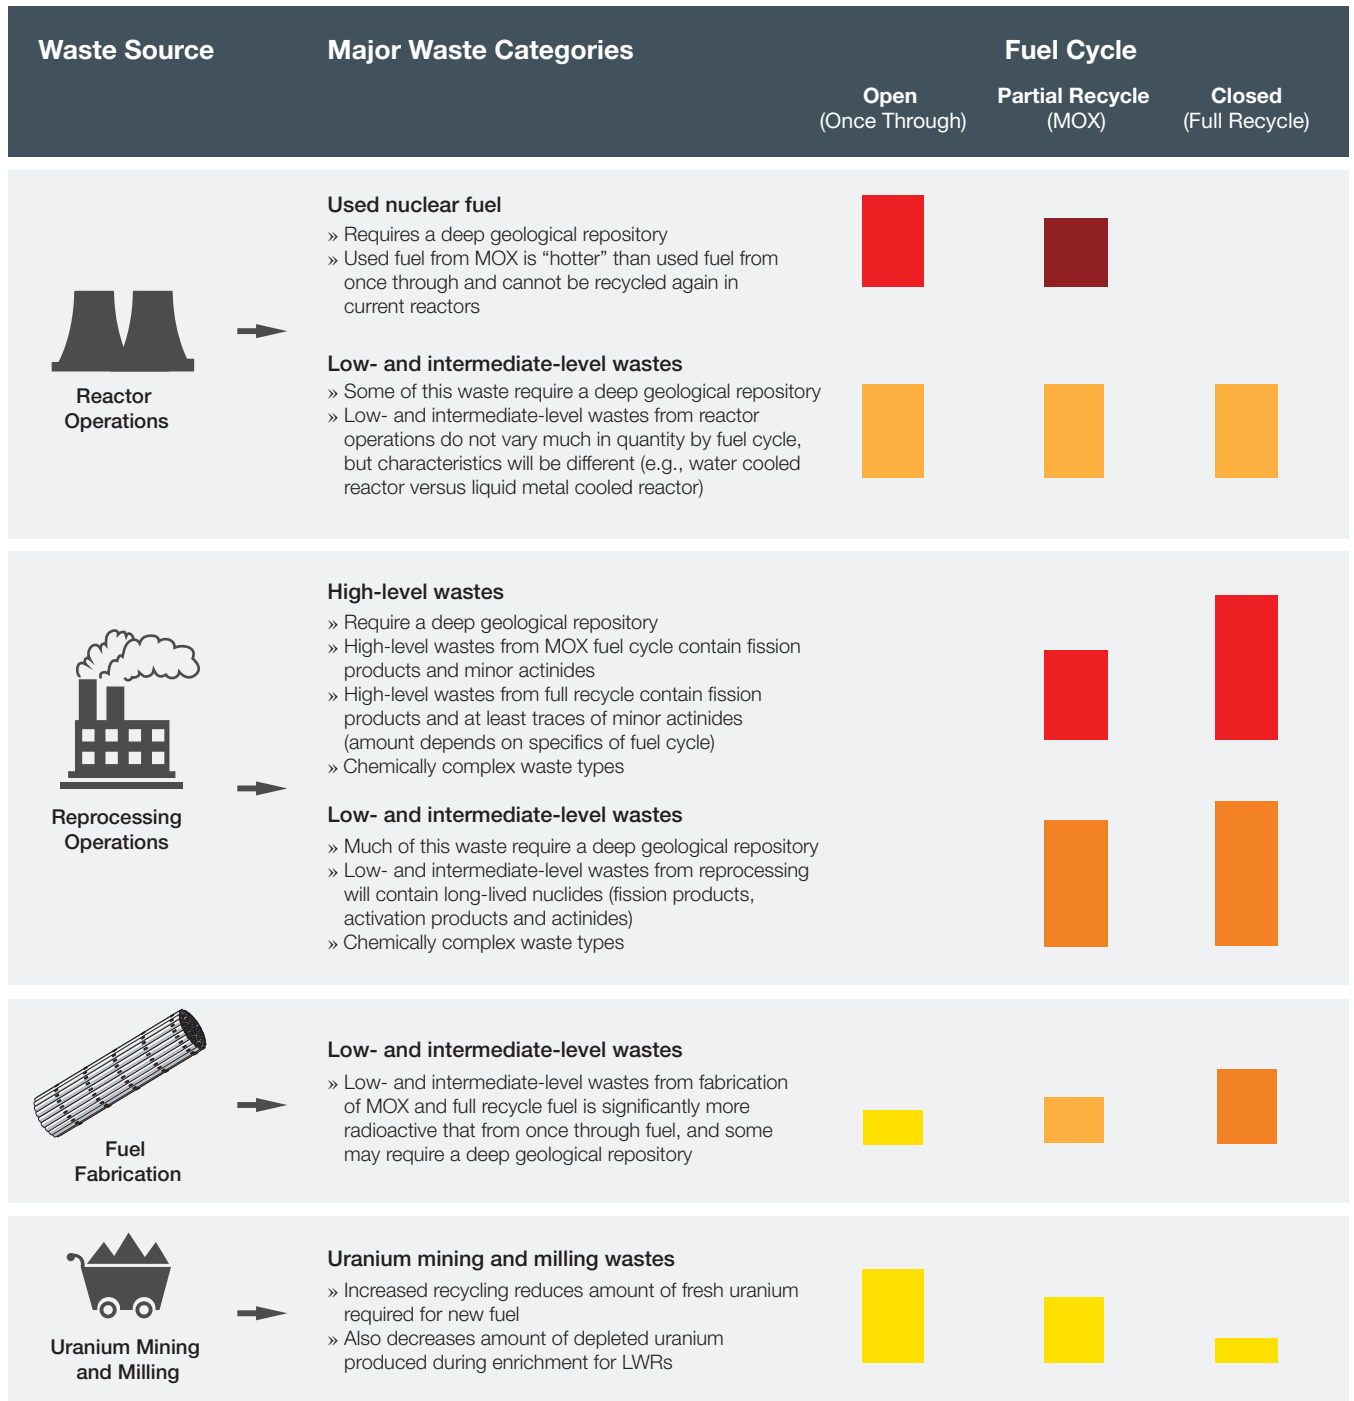 Waste Source
Major Waste Categories
Fuel Cycle
Open
(Once Through)
Partial Recycle
(MOX)
Closed
(Full Recycle)
Reactor
Operations
Used nuclear fuel
» Requires a deep geological repository
» Used fuel from MOX is “hotter” than used fuel from
once through and cannot be recycled again in
current reactors
Low- and intermediate-level wastes
» Some of this waste require a deep geological repository
» Low- and intermediate-level wastes from reactor
operations do not vary much in quantity by fuel cycle,
but characteristics will be different (e.g., water cooled
reactor versus liquid metal cooled reactor)
Reprocessing
Operations
High-level wastes
» Require a deep geological repository
» High-level wastes from MOX fuel cycle contain fission
products and minor actinides
» High-level wastes from full recycle contain fission
products and at least traces of minor actinides
(amount depends on specifics of fuel cycle)
» Chemically complex waste types
Low- and intermediate-level wastes
» Much of this waste require a deep geological repository
» Low- and intermediate-level wastes from reprocessing
will contain long-lived nuclides (fission products,
activation products and actinides)
» Chemically complex waste types
Fuel
Fabrication
Low- and intermediate-level wastes
» Low- and intermediate-level wastes from fabrication
of MOX and full recycle fuel is significantly more
radioactive that from once through fuel, and some
may require a deep geological repository
Uranium Mining
and Milling
Uranium mining and milling wastes
» Increased recycling reduces amount of fresh uranium
required for new fuel
» Also decreases amount of depleted uranium
produced during enrichment for LWRs